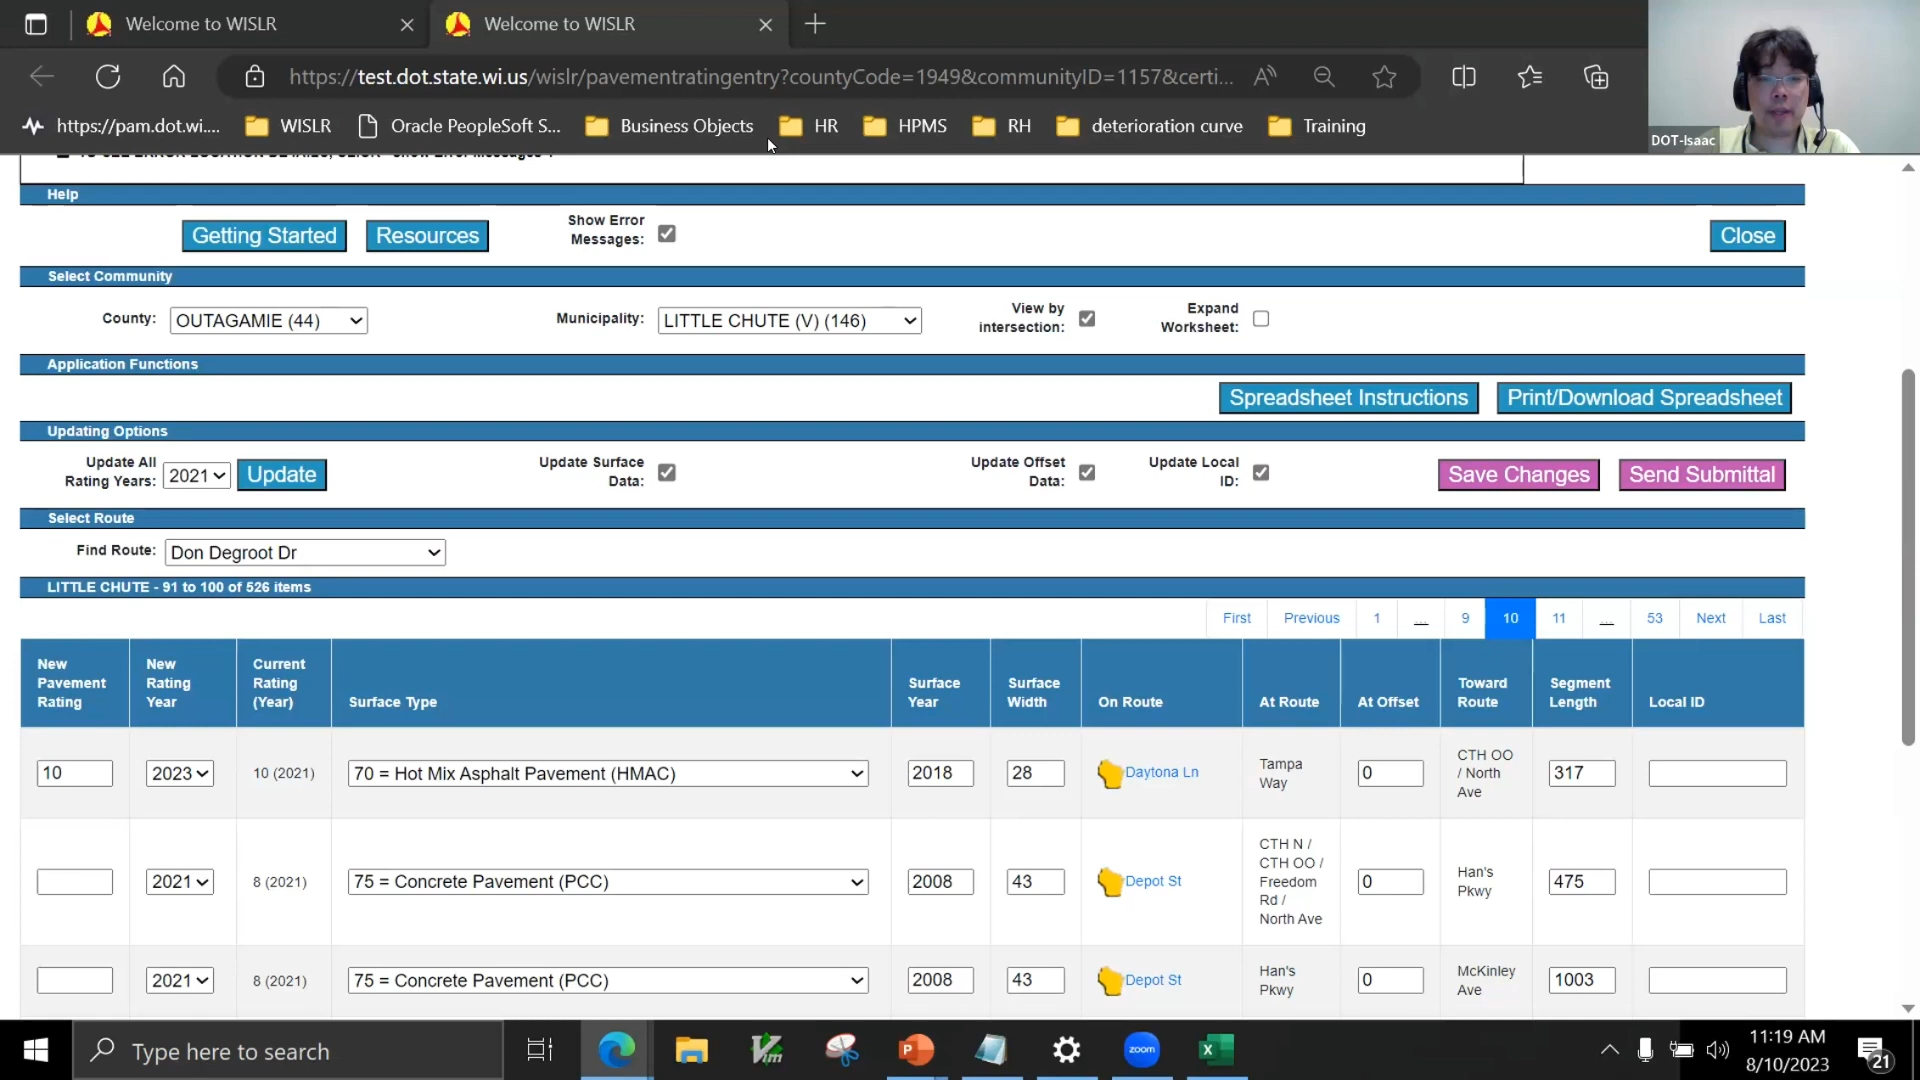 Welcome to WISLR
Welcome to WISLR
https://test.dot.state.wi.us/wislr/pavementratingentry?countyCode=1949&communityID=1157&certi...
https://pam.dot.wi....
WISLR
Oracle PeopleSoft S...
Business Objects
HR
HPMS
RH
deterioration curve
Training
DOT-Isaac
Help
Getting Started
Resources
Show Error
Messages:
Close
Select Community
County:
OUTAGAMIE (44)
Municipality:
LITTLE CHUTE (V) (146)
View by
intersection:
Expand
Worksheet:
Application Functions
Spreadsheet Instructions
Print/Download Spreadsheet
Updating Options
Update All
Rating Years:
2021
Update
Update Surface
Data:
Update Offset
Data:
Update Local
ID:
Save Changes
Send Submittal
Select Route
Find Route:
Don Degroot Dr
LITTLE CHUTE - 91 to 100 of 526 items
First Previous 1 ... 9 10 11 ... 53 Next Last
New
Pavement
Rating
New
Rating
Year
Current
Rating
(Year)
Surface Type
Surface
Year
Surface
Width
On Route
At Route
At Offset
Toward
Route
Segment
Length
Local ID
10
2023
10 (2021)
70 = Hot Mix Asphalt Pavement (HMAC)
2018
28
Daytona Ln
Tampa
Way
0
CTH OO
/ North
Ave
317
2021
8 (2021)
75 = Concrete Pavement (PCC)
2008
43
Depot St
CTH N /
CTH OO /
Freedom
Rd /
North Ave
0
Han's
Pkwy
475
2021
8 (2021)
75 = Concrete Pavement (PCC)
2008
43
Depot St
Han's
Pkwy
0
McKinley
Ave
1003
Type here to search
zoom
11:19 AM
8/10/2023
21